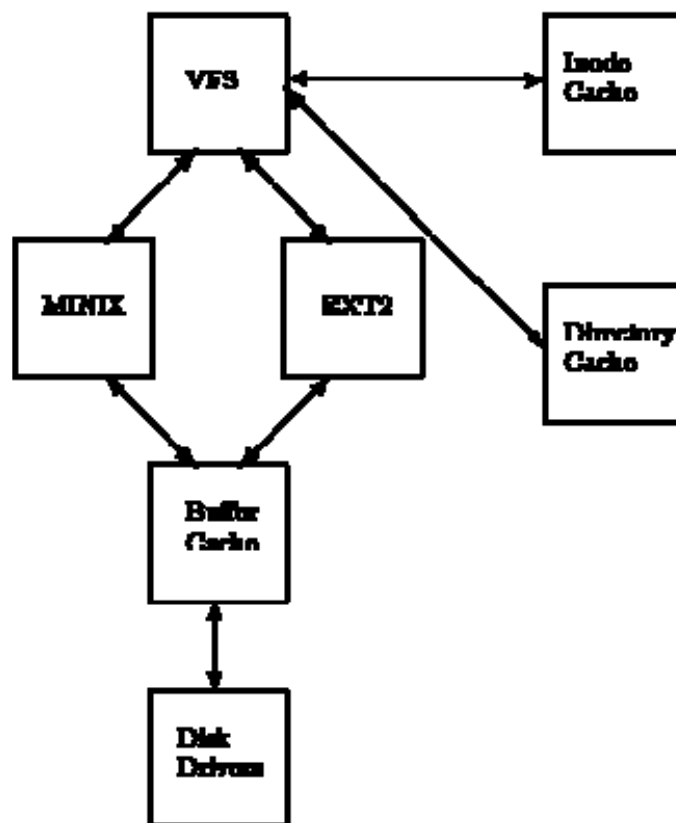 VFS
Inode
Cache
MINIX
EXT2
Directory
Cache
Buffer
Cache
Disk
Drivers